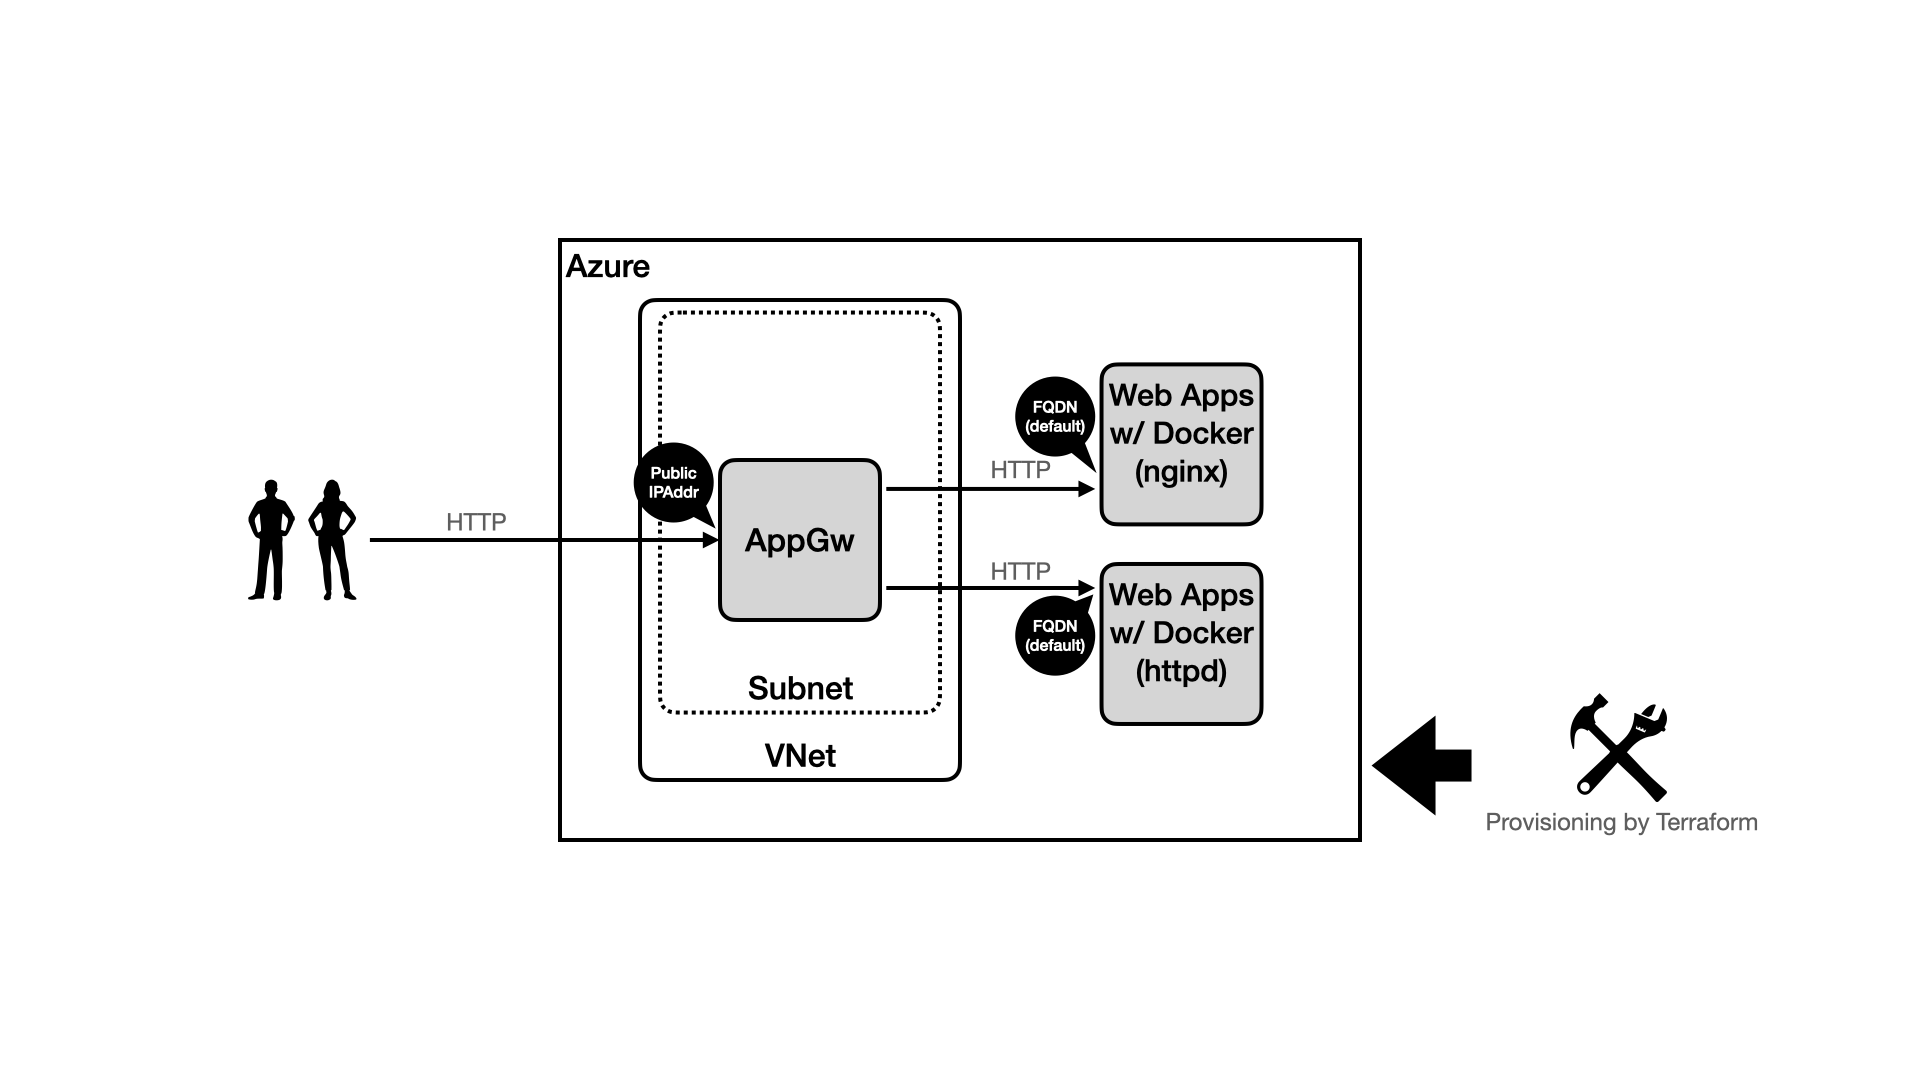 Azure
Public
IPAddr
HTTP
AppGw
Subnet
VNet
HTTP
FQDN
(default)
Web Apps
w/ Docker
(nginx)
HTTP
FQDN
(default)
Web Apps
w/ Docker
(httpd)
Provisioning by Terraform